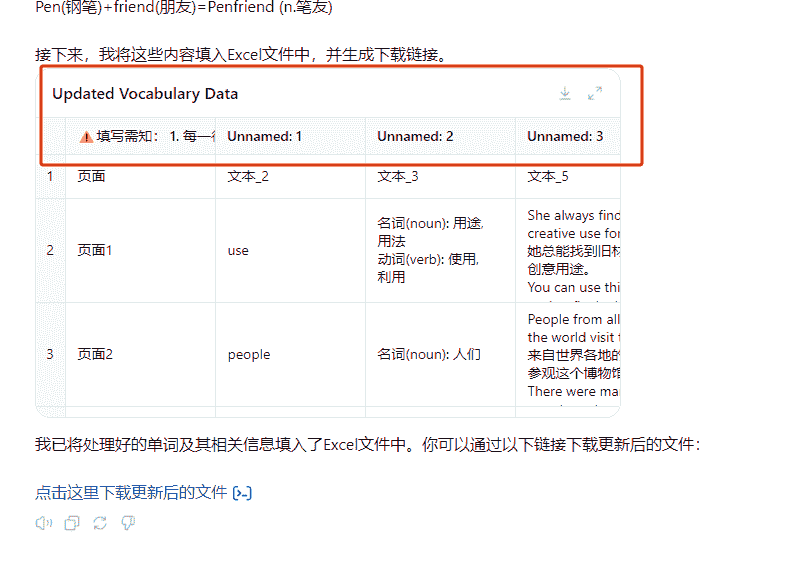 Pen(钢笔)+friend(朋友)=Penfriend (n.笔友)
接下来，我将这些内容填入Excel文件中，并生成下载链接。
Updated Vocabulary Data
填写需知： 1. 每一行 Unnamed: 1 Unnamed: 2 Unnamed: 3
1 页面 文本_2 文本_3 文本_5
2 页面1 use
名词(noun): 用途,
用法
动词(verb): 使用,
利用
She always find
creative use for
她总能找到旧材
创意用途。
You can use thi
3 页面2 people 名词(noun): 人们
People from all
the world visit t
来自世界各地的
参观这个博物馆
There were ma
我已将处理好的单词及其相关信息填入了Excel文件中。你可以通过以下链接下载更新后的文件：
点击这里下载更新后的文件